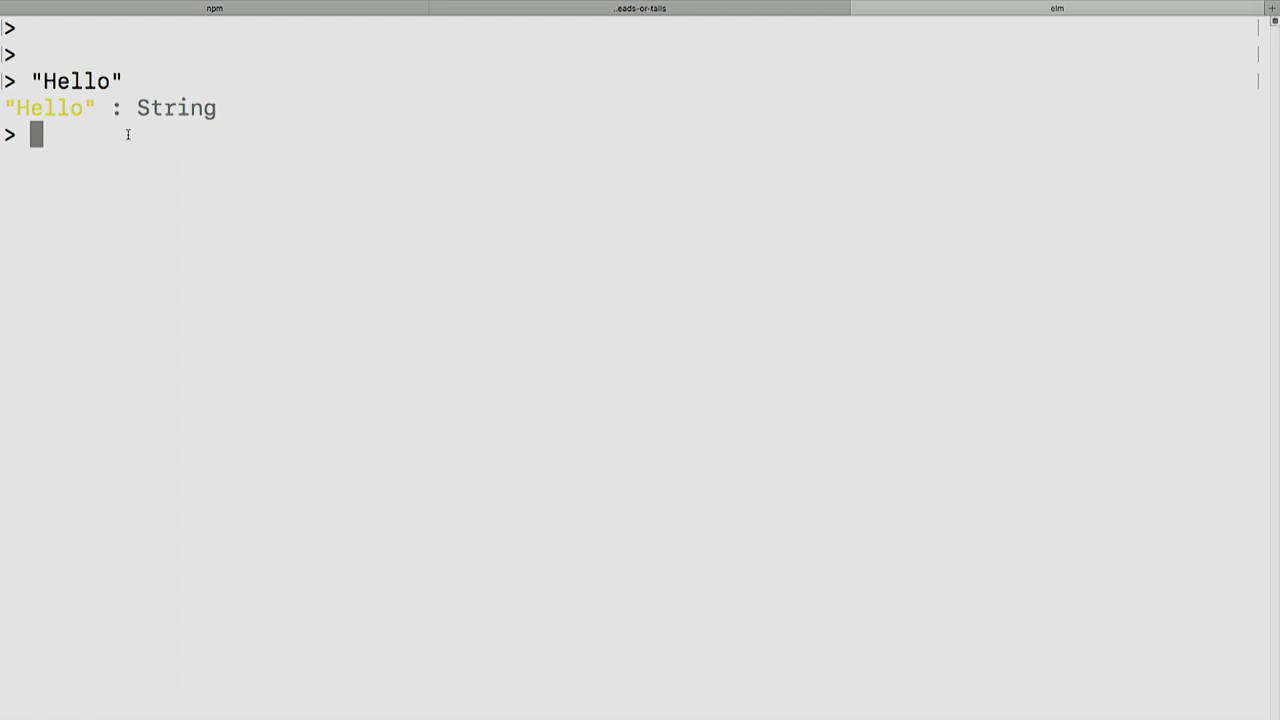 npm
..eads-or-tails
elm
+
>
>
> "Hello"
"Hello" : String
>